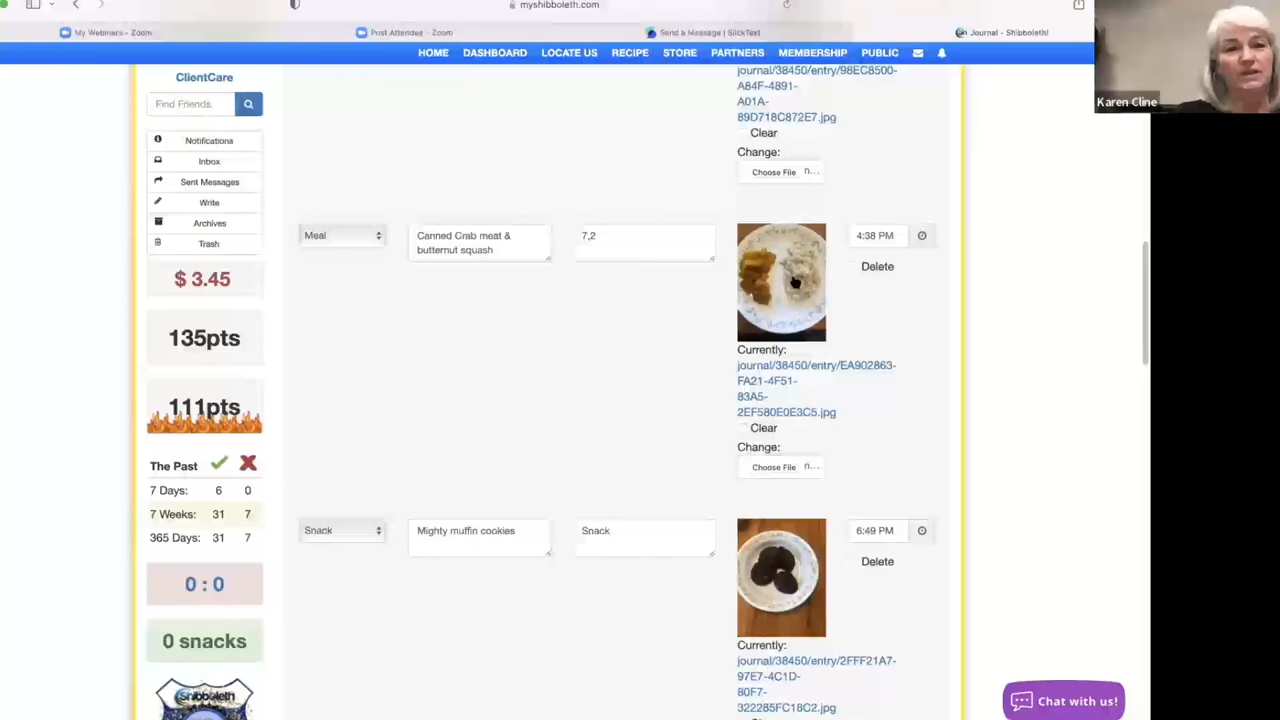 myshibboleth.com
My Webinars - Zoom
Post Attendee - Zoom
Send a Message | SlickText
Journal - Shibboleth!
HOME DASHBOARD LOCATE US RECIPE STORE PARTNERS MEMBERSHIP PUBLIC
Karen Cline
ClientCare
Find Friends.
Notifications
Inbox
Sent Messages
Write
Archives
Trash
$ 3.45
135pts
111pts
The Past
7 Days: 6 0
7 Weeks: 31 7
365 Days: 31 7
0 : 0
0 snacks
Shibboleth
journal/38450/entry/98EC8500-
A84F-4891-
A01A-
89D718C872E7.jpg
Clear
Change:
Choose File n...
Meal
Canned Crab meat &
butternut squash
7,2
4:38 PM
Delete
Currently:
journal/38450/entry/EA902863-
FA21-4F51-
83A5-
2EF580E0E3C5.jpg
Clear
Change:
Choose File n...
Snack
Mighty muffin cookies
Snack
6:49 PM
Delete
Currently:
journal/38450/entry/2FFF21A7-
97E7-4C1D-
80F7-
322285FC18C2.jpg
Chat with us!